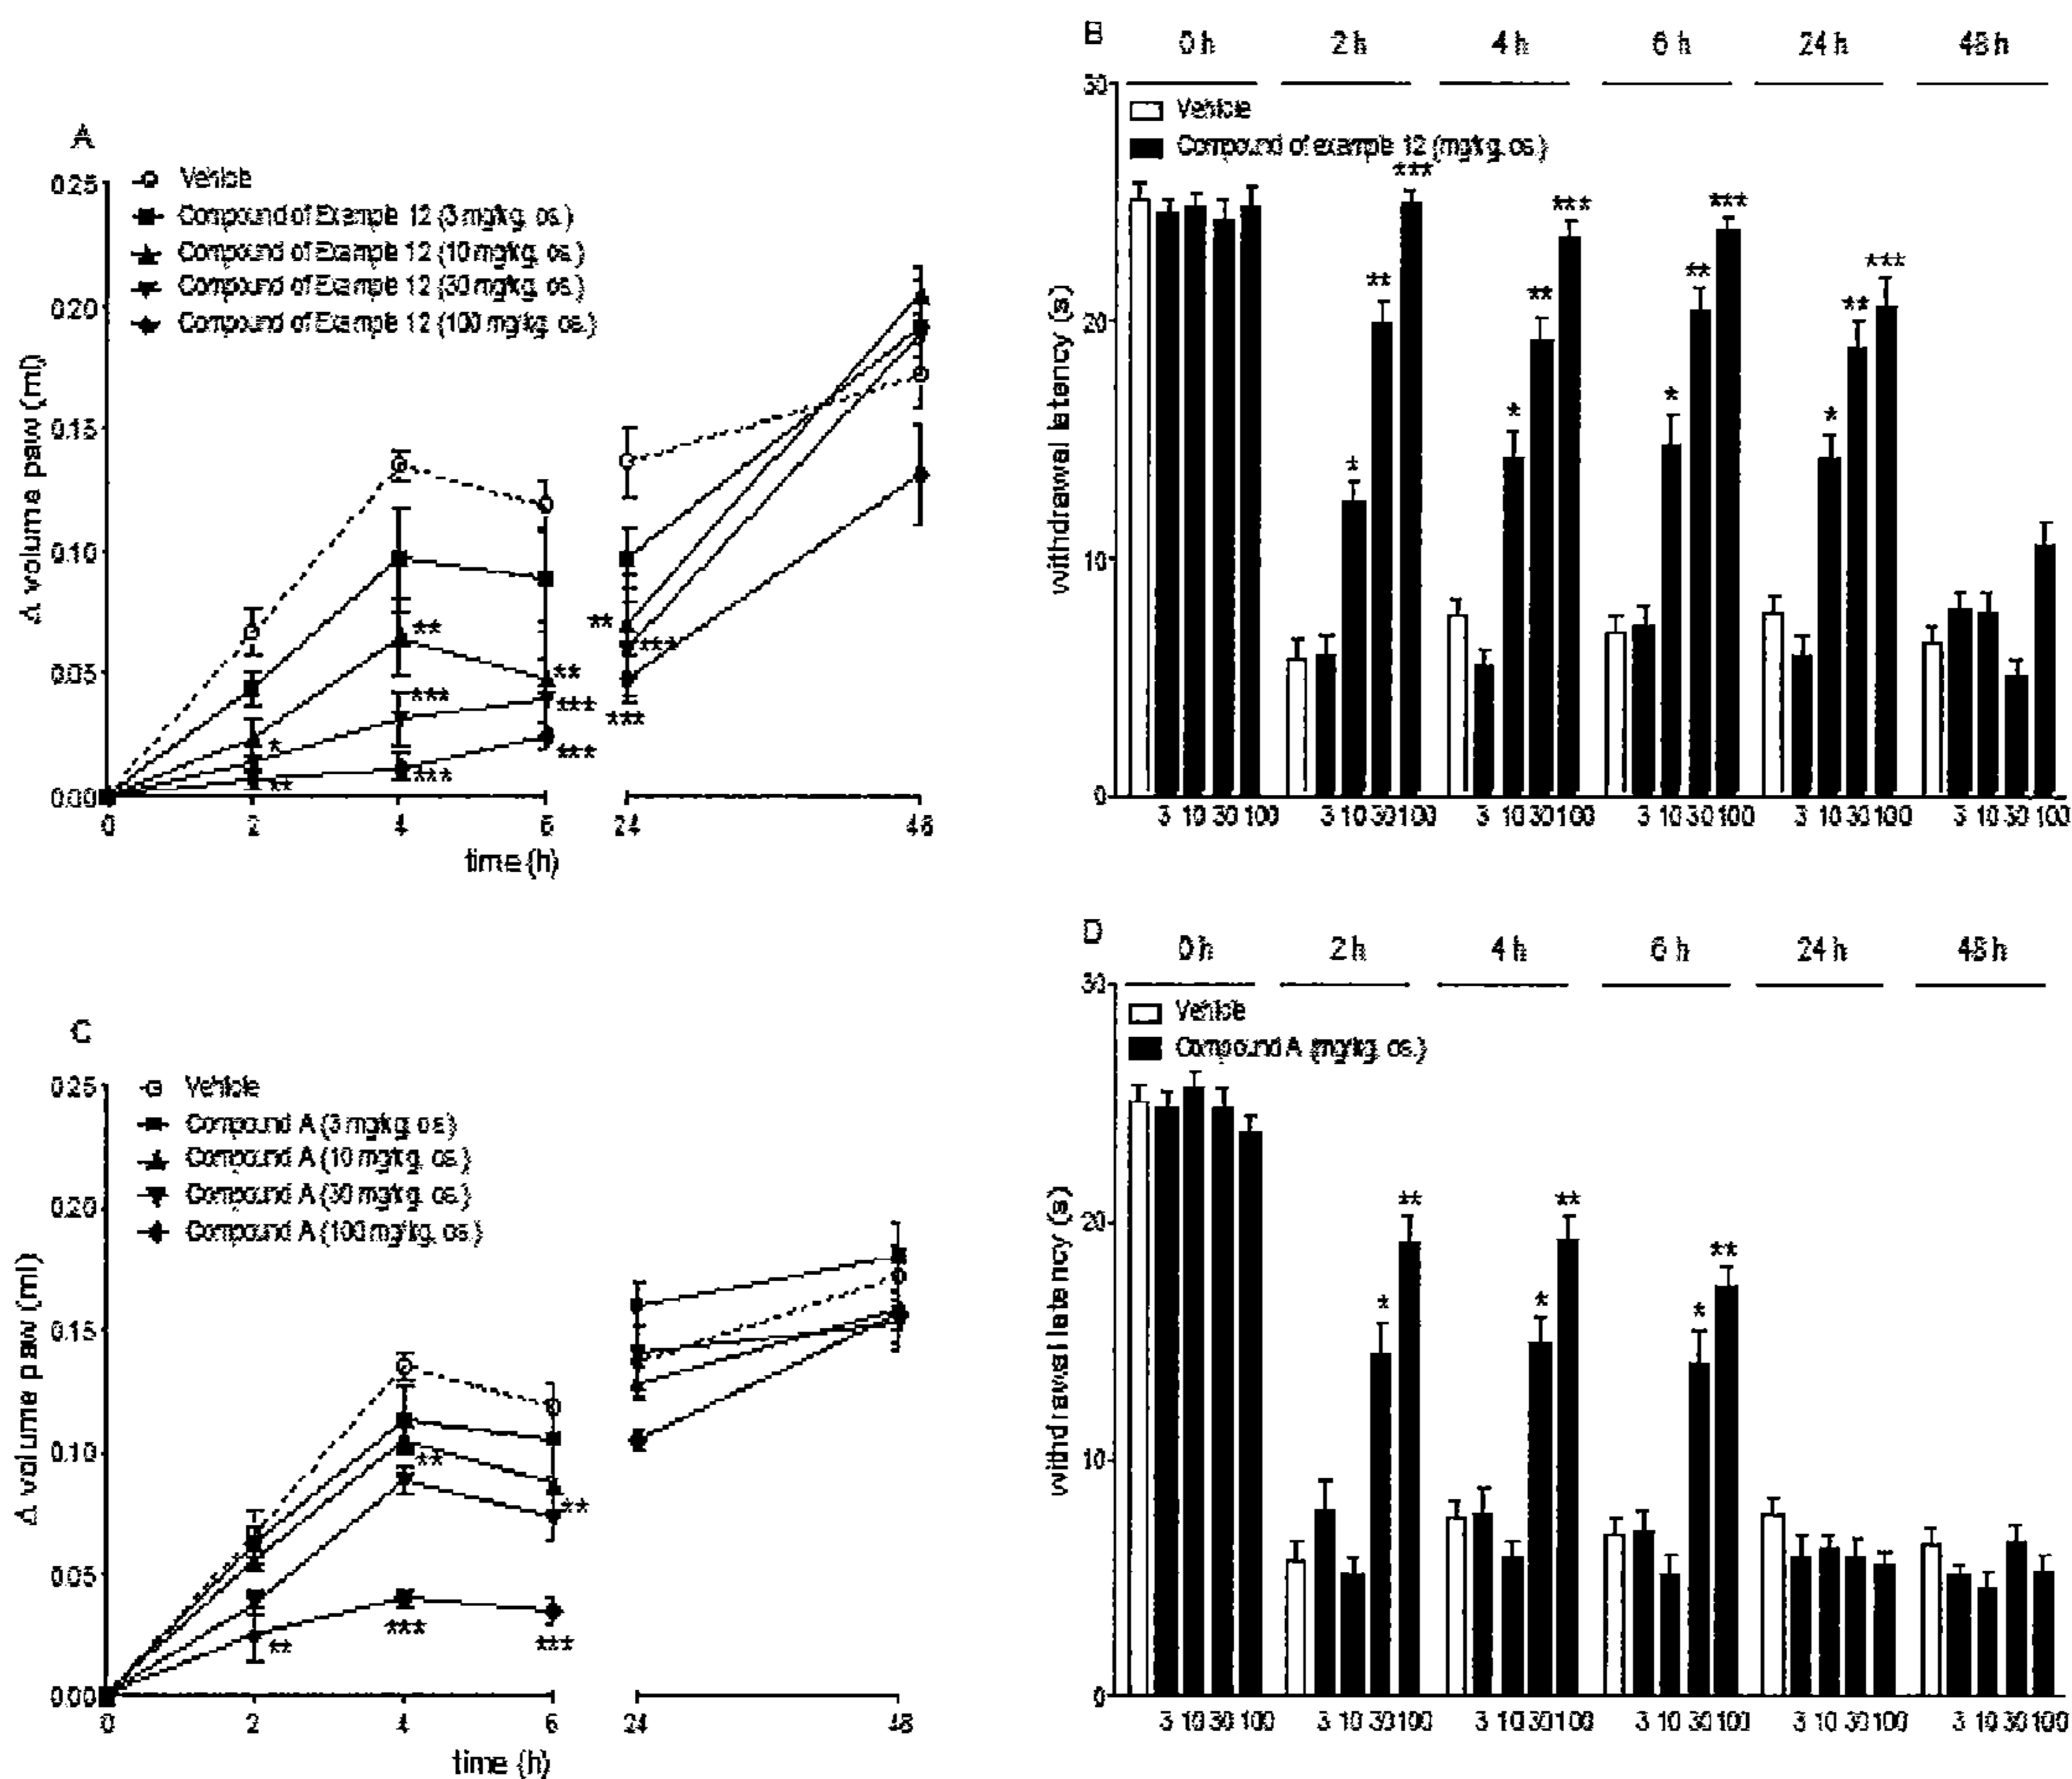 A
Vehicle
Compound of Example 12 (3 mg/kg. os.)
Compound of Example 12 (10 mg/kg. os.)
Compound of Example 12 (30 mg/kg. os.)
Compound of Example 12 (100 mg/kg. os.)
Δ volume paw (ml)
0.25
0.20
0.15
0.10
0.05
0.00
**
***
*
**
***
***
**
***
***
**
***
***
0 2 4 6 24 48
time (h)
B
0 h 2 h 4 h 6 h 24 h 48 h
Vehicle
Compound of example 12 (mg/kg. os.)
withdrawal latency (s)
30
20
10
0
* ** ***
* ** ***
* ** ***
* ** ***
3 10 30 100 3 10 30 100 3 10 30 100 3 10 30 100 3 10 30 100 3 10 30 100
C
Vehicle
Compound A (3 mg/kg. os.)
Compound A (10 mg/kg. os.)
Compound A (30 mg/kg. os.)
Compound A (100 mg/kg. os.)
Δ volume paw (ml)
0.25
0.20
0.15
0.10
0.05
0.00
**
**
**
***
***
0 2 4 6 24 48
time (h)
D
0 h 2 h 4 h 6 h 24 h 48 h
Vehicle
Compound A (mg/kg. os.)
withdrawal latency (s)
30
20
10
0
* **
* **
* **
3 10 30 100 3 10 30 100 3 10 30 100 3 10 30 100 3 10 30 100 3 10 30 100